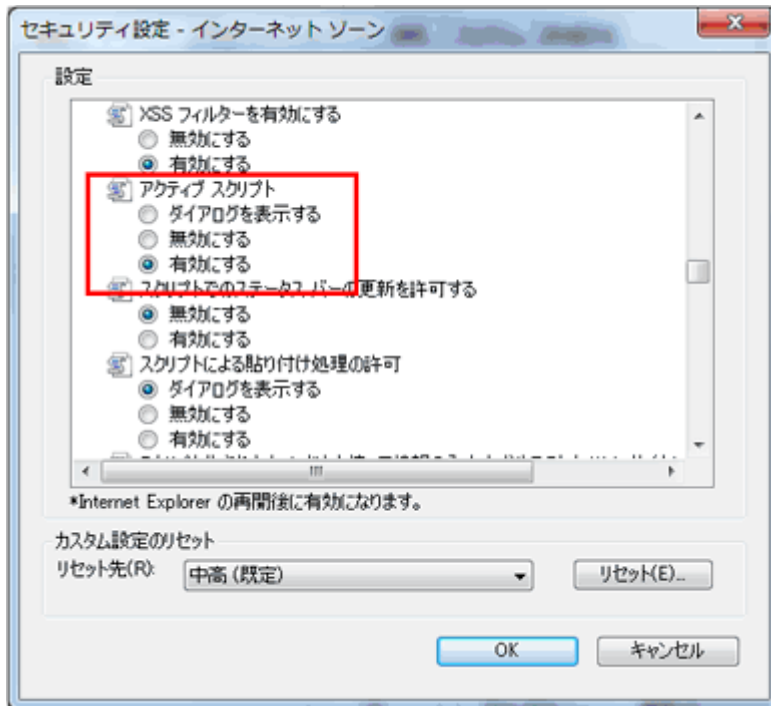 セキュリティ設定 - インターネット ゾーン
設定
XSS フィルターを有効にする
無効にする
有効にする
アクティブ スクリプト
ダイアログを表示する
無効にする
有効にする
スクリプトでのステータス バーの更新を許可する
無効にする
有効にする
スクリプトによる貼り付け処理の許可
ダイアログを表示する
無効にする
有効にする
*Internet Explorer の再開後に有効になります。
カスタム設定のリセット
リセット先(R):
中高 (既定)
リセット(E)...
OK
キャンセル